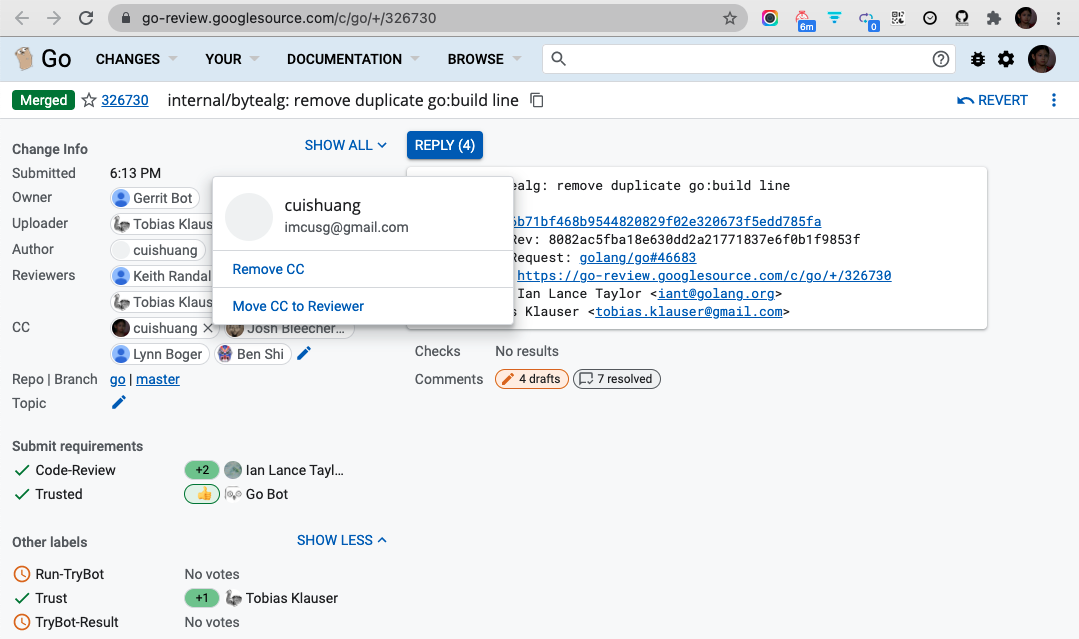 go-review.googlesource.com/c/go/+/326730
6m
0
Go CHANGES YOUR DOCUMENTATION BROWSE
Merged 326730 internal/bytealg: remove duplicate go:build line REVERT
Change Info SHOW ALL REPLY (4)
Submitted 6:13 PM
Owner Gerrit Bot
Uploader Tobias Klaus
Author cuishuang
Reviewers Keith Randal
Tobias Klaus
CC cuishuang Josh Bleecher...
Lynn Boger Ben Shi
Repo | Branch go | master
Topic
cuishuang
imcusg@gmail.com
Remove CC
Move CC to Reviewer
ealg: remove duplicate go:build line
6b71bf468b9544820829f02e320673f5edd785fa
Rev: 8082ac5fba18e630dd2a21771837e6f0b1f9853f
Request: golang/go#46683
https://go-review.googlesource.com/c/go/+/326730
Ian Lance Taylor <iant@golang.org>
s Klauser <tobias.klauser@gmail.com>
Checks No results
Comments 4 drafts 7 resolved
Submit requirements
Code-Review +2 Ian Lance Tayl...
Trusted 👍 Go Bot
Other labels SHOW LESS
Run-TryBot No votes
Trust +1 Tobias Klauser
TryBot-Result No votes